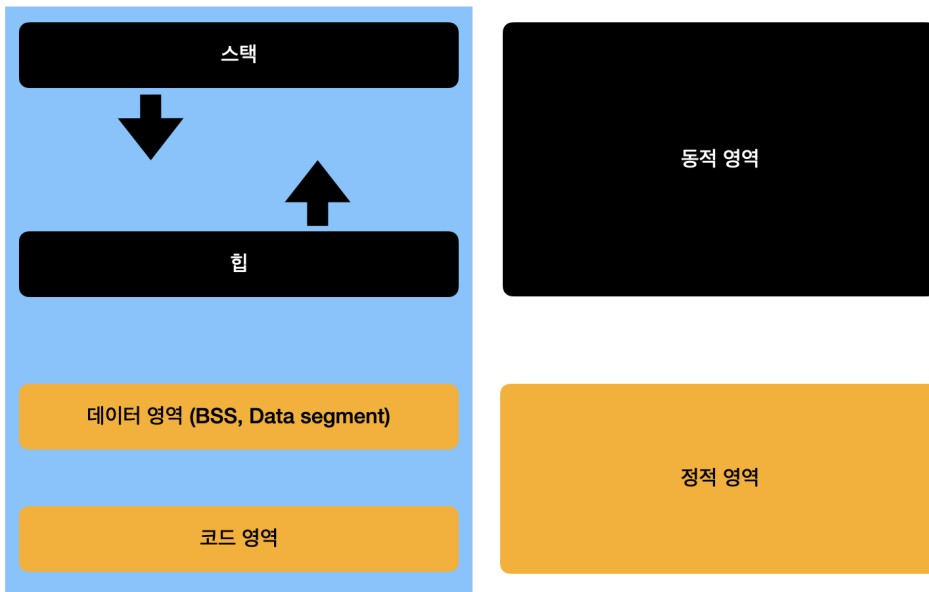 스택
동적 영역
힙
데이터 영역 (BSS, Data segment)
정적 영역
코드 영역